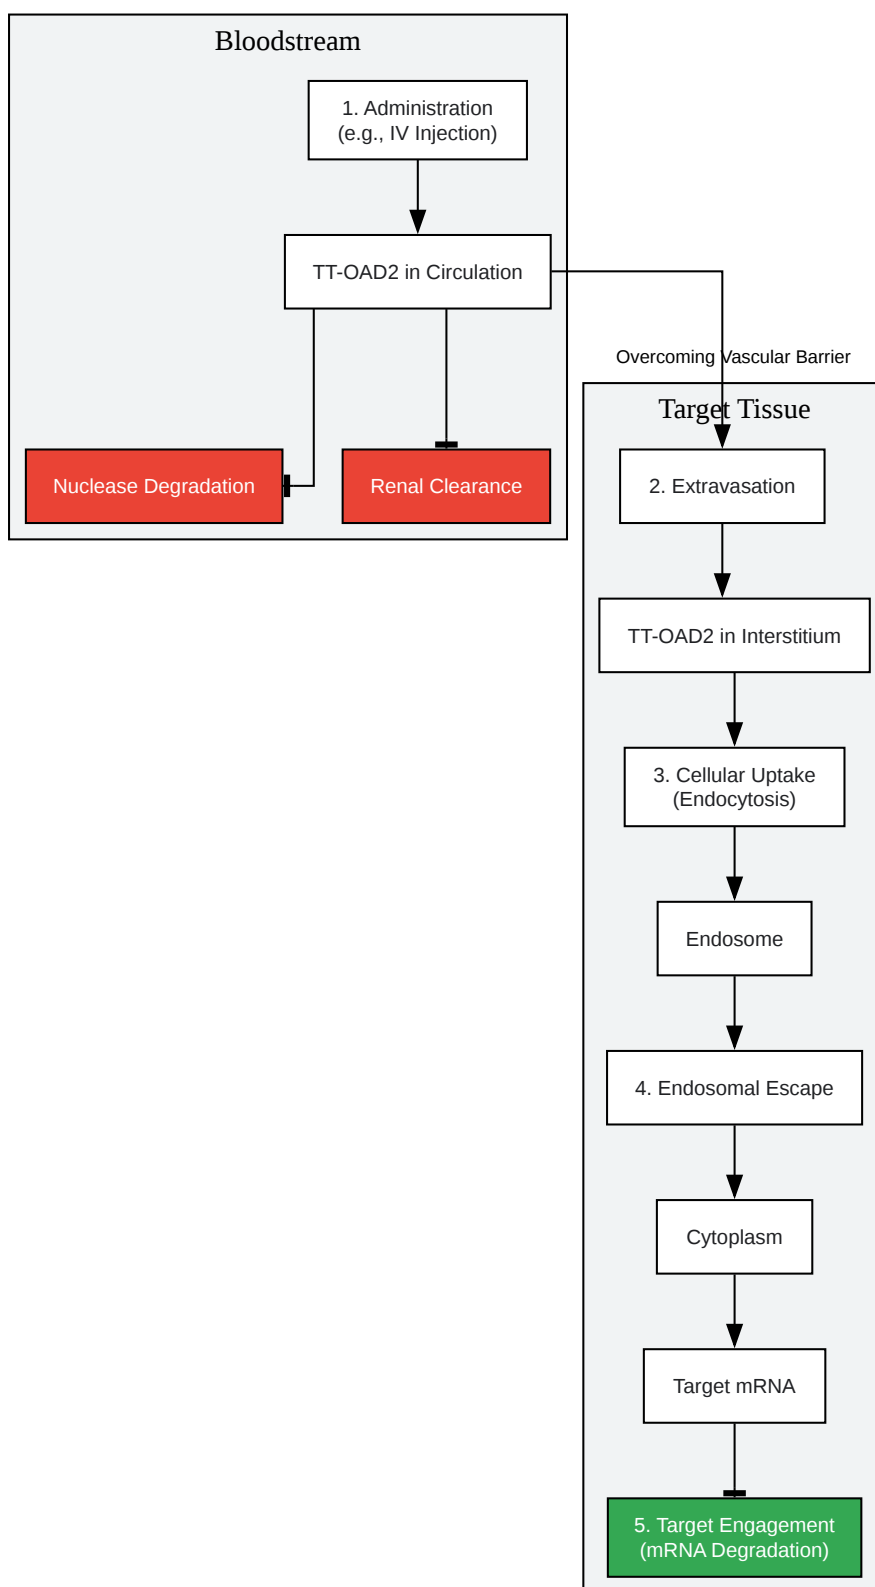 Bloodstream
1. Administration
(e.g., IV Injection)
TT-OAD2 in Circulation
Nuclease Degradation
Renal Clearance
Overcoming Vascular Barrier
Target Tissue
2. Extravasation
TT-OAD2 in Interstitium
3. Cellular Uptake
(Endocytosis)
Endosome
4. Endosomal Escape
Cytoplasm
Target mRNA
5. Target Engagement
(mRNA Degradation)